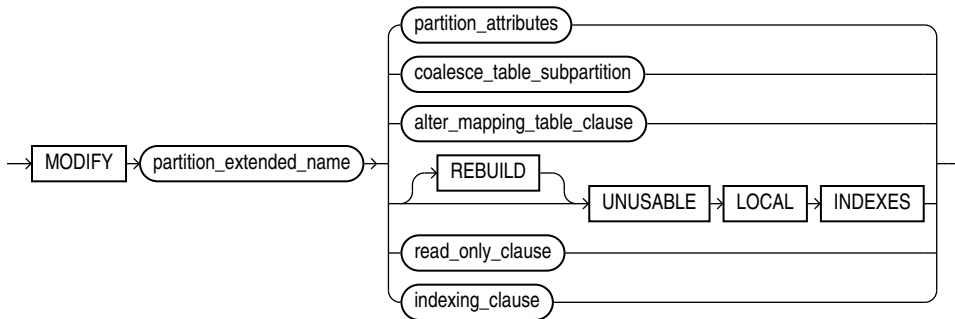 partition_attributes
coalesce_table_subpartition
alter_mapping_table_clause
MODIFY partition_extended_name
REBUILD
UNUSABLE LOCAL INDEXES
read_only_clause
indexing_clause